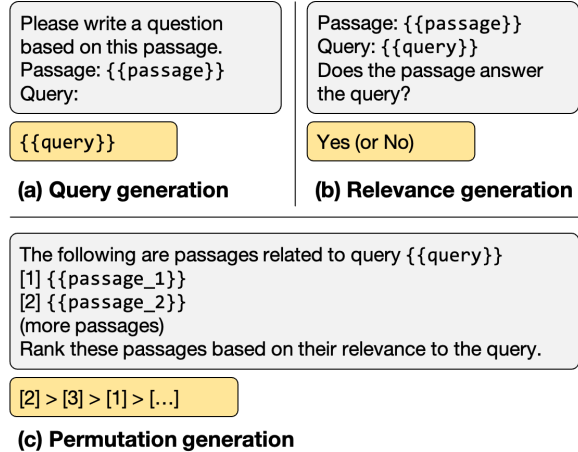 Please write a question
based on this passage.
Passage: {{passage}}
Query:
{{query}}
(a) Query generation
Passage: {{passage}}
Query: {{query}}
Does the passage answer
the query?
Yes (or No)
(b) Relevance generation
The following are passages related to query {{query}}
[1] {{passage_1}}
[2] {{passage_2}}
(more passages)
Rank these passages based on their relevance to the query.
[2] > [3] > [1] > [...]
(c) Permutation generation